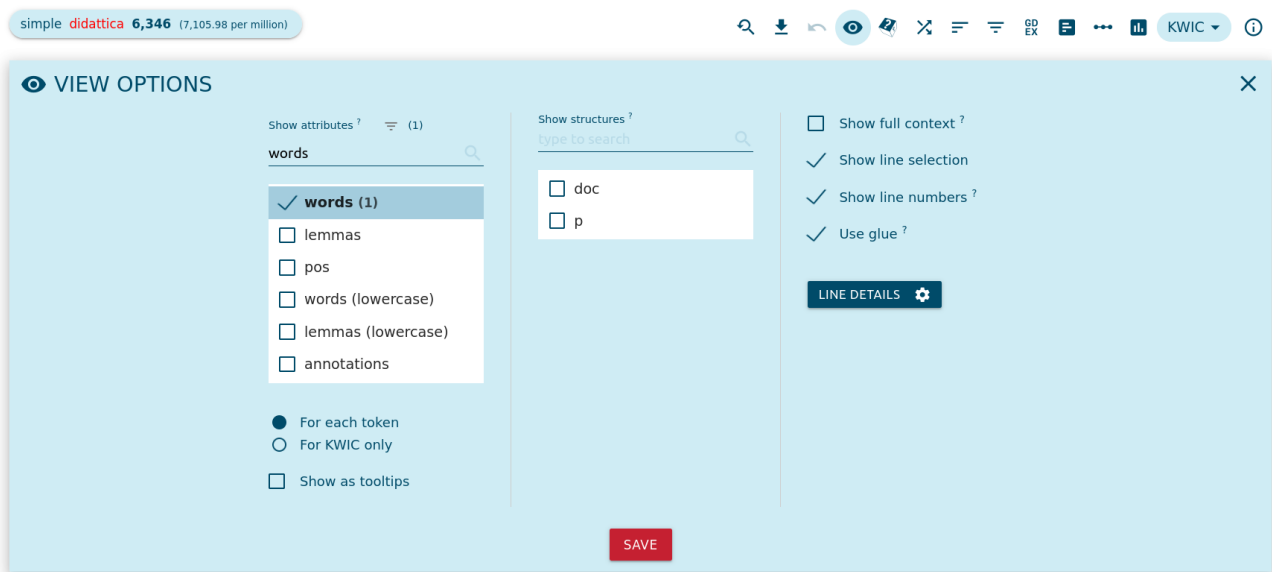 simple didattica 6,346 (7,105.98 per million)
GD EX
KWIC
VIEW OPTIONS
Show attributes ? (1)
words
words (1)
lemmas
pos
words (lowercase)
lemmas (lowercase)
annotations
For each token
For KWIC only
Show as tooltips
Show structures ?
type to search
doc
p
Show full context ?
Show line selection
Show line numbers ?
Use glue ?
LINE DETAILS
SAVE